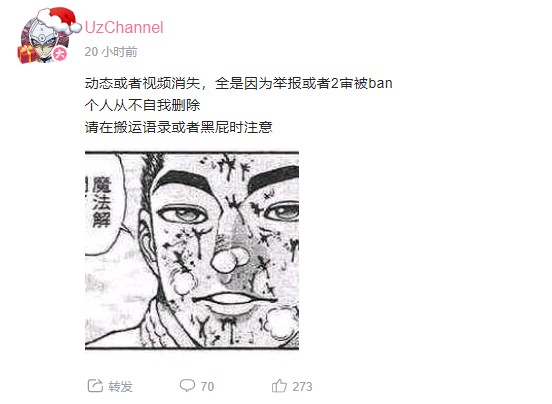 UzChannel
大
20 小时前
动态或者视频消失，全是因为举报或者2审被ban
个人从不自我删除
请在搬运语录或者黑屁时注意
魔法解
转发
70
273